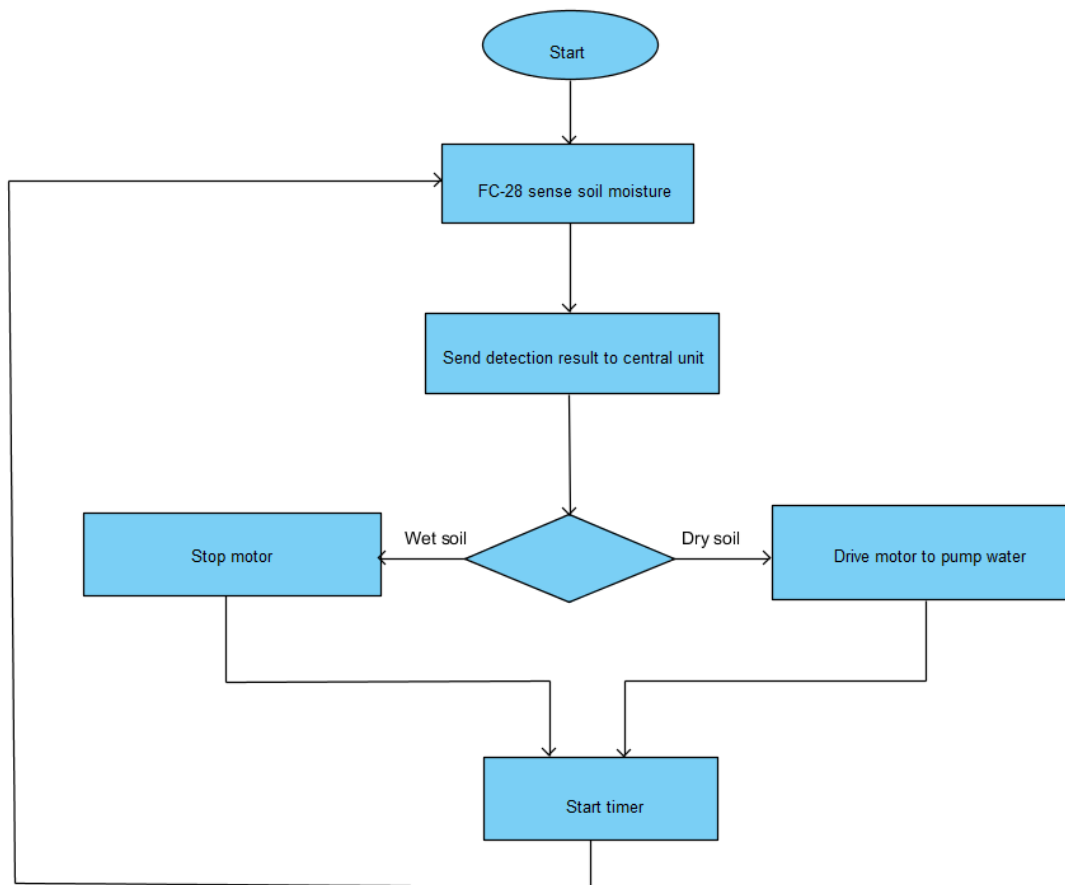 Start
FC-28 sense soil moisture
Send detection result to central unit
Wet soil
Dry soil
Stop motor
Drive motor to pump water
Start timer